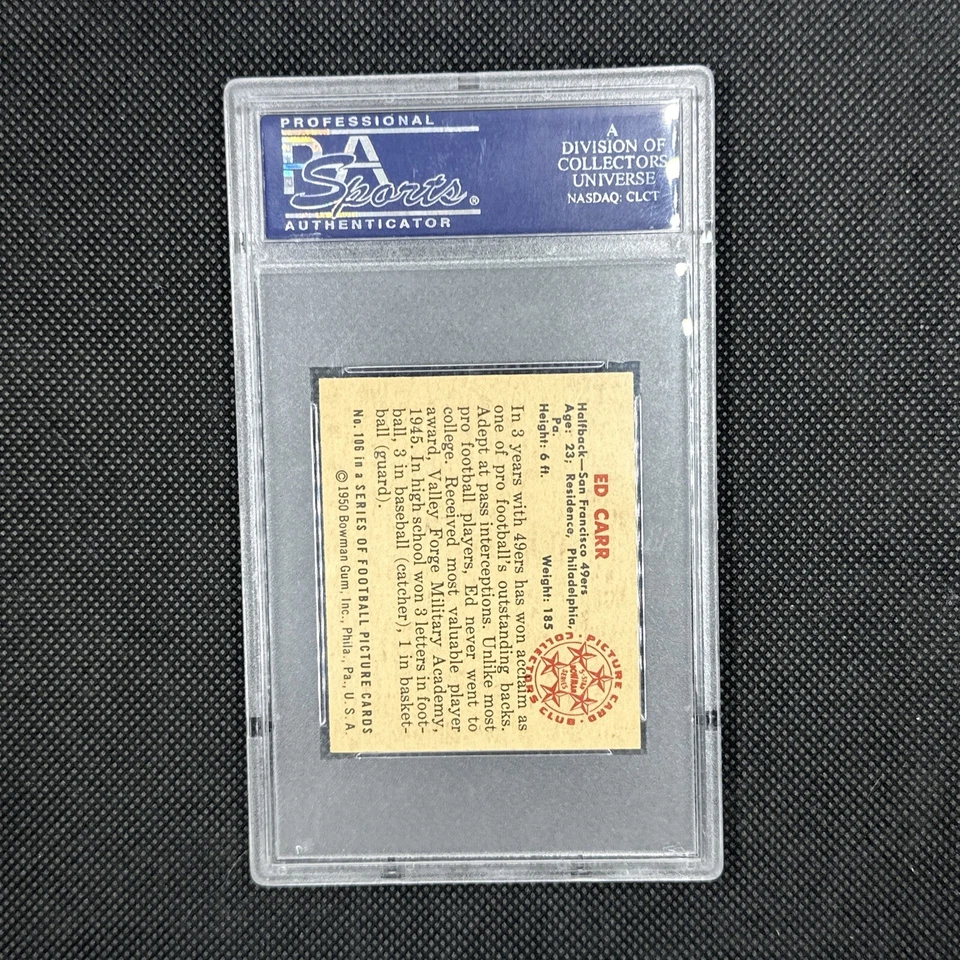 PROFESSIONAL
PSA
Sports®
AUTHENTICATOR
A
DIVISION OF
COLLECTORS
UNIVERSE
NASDAQ: CLCT
ED CARR
Halfback—San Francisco 49ers
Age: 23; Residence, Philadelphia,
Pa.
Height: 6 ft. Weight: 185
In 3 years with 49ers has won acclaim as
one of pro football's outstanding backs.
Adept at pass interceptions. Unlike most
pro football players, Ed never went to
college. Received most valuable player
award, Valley Forge Military Academy,
1945. In high school won 3 letters in foot-
ball, 3 in baseball (catcher), 1 in basket-
ball (guard).
No. 106 in a SERIES OF FOOTBALL PICTURE CARDS
©1950 Bowman Gum, Inc., Phila., Pa., U. S. A.
PICTURE CARD
COLLECTORS CLUB
5-STAR
BOWMAN